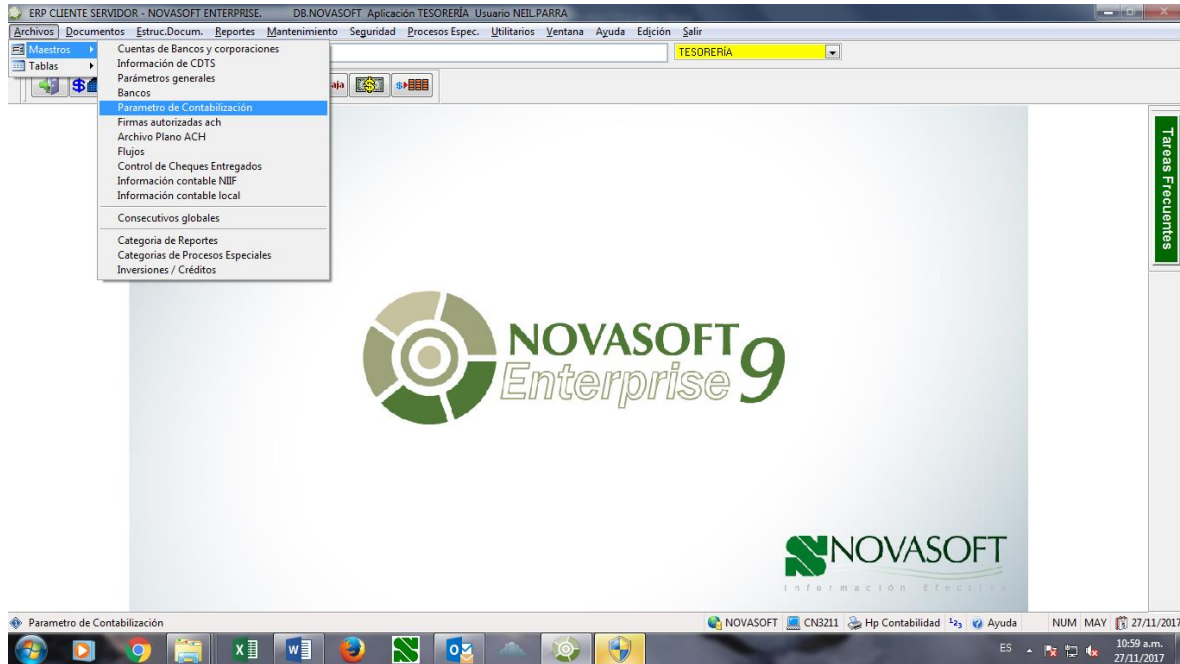 ERP CLIENTE SERVIDOR - NOVASOFT ENTERPRISE. DB.NOVASOFT Aplicación TESORERÍA Usuario NEIL.PARRA
Archivos Documentos Estruc.Docum. Reportes Mantenimiento Seguridad Procesos Espec. Utilitarios Ventana Ayuda Edjción Salir
Maestros
Tablas
TESORERÍA
Cuentas de Bancos y corporaciones
Información de CDTS
Parámetros generales
Bancos
Parametro de Contabilización
Firmas autorizadas ach
Archivo Plano ACH
Flujos
Control de Cheques Entregados
Información contable NIIF
Información contable local
Consecutivos globales
Categoria de Reportes
Categorias de Procesos Especiales
Inversiones / Créditos
aja
Tareas Frecuentes
NOVASOFT
Enterprise 9
NOVASOFT
Información Efectiva
Parametro de Contabilización NOVASOFT CN3211 Hp Contabilidad 123 Ayuda NUM MAY 27/11/2017
ES 10:59 a.m.
27/11/2017